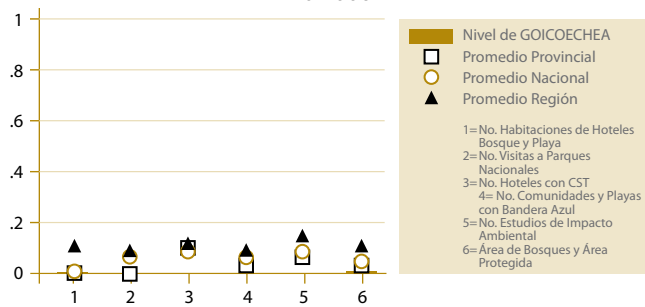 1
.8
.6
.4
.2
0
1 2 3 4 5 6
Nivel de GOICOECHEA
Promedio Provincial
Promedio Nacional
Promedio Región
1=No. Habitaciones de Hoteles
Bosque y Playa
2=No. Visitas a Parques
Nacionales
3=No. Hoteles con CST
4= No. Comunidades y Playas
con Bandera Azul
5=No. Estudios de Impacto
Ambiental
6=Área de Bosques y Área
Protegida